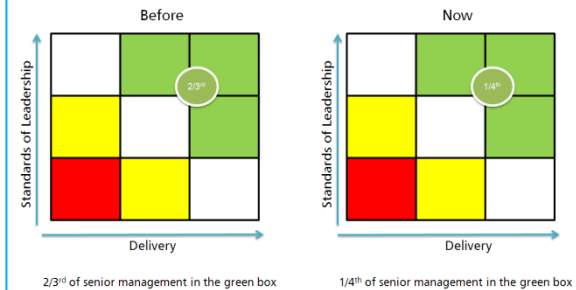 Before
Now
Standards of Leadership
2/3rd
Standards of Leadership
1/4th
Delivery
Delivery
2/3rd of senior management in the green box
1/4th of senior management in the green box